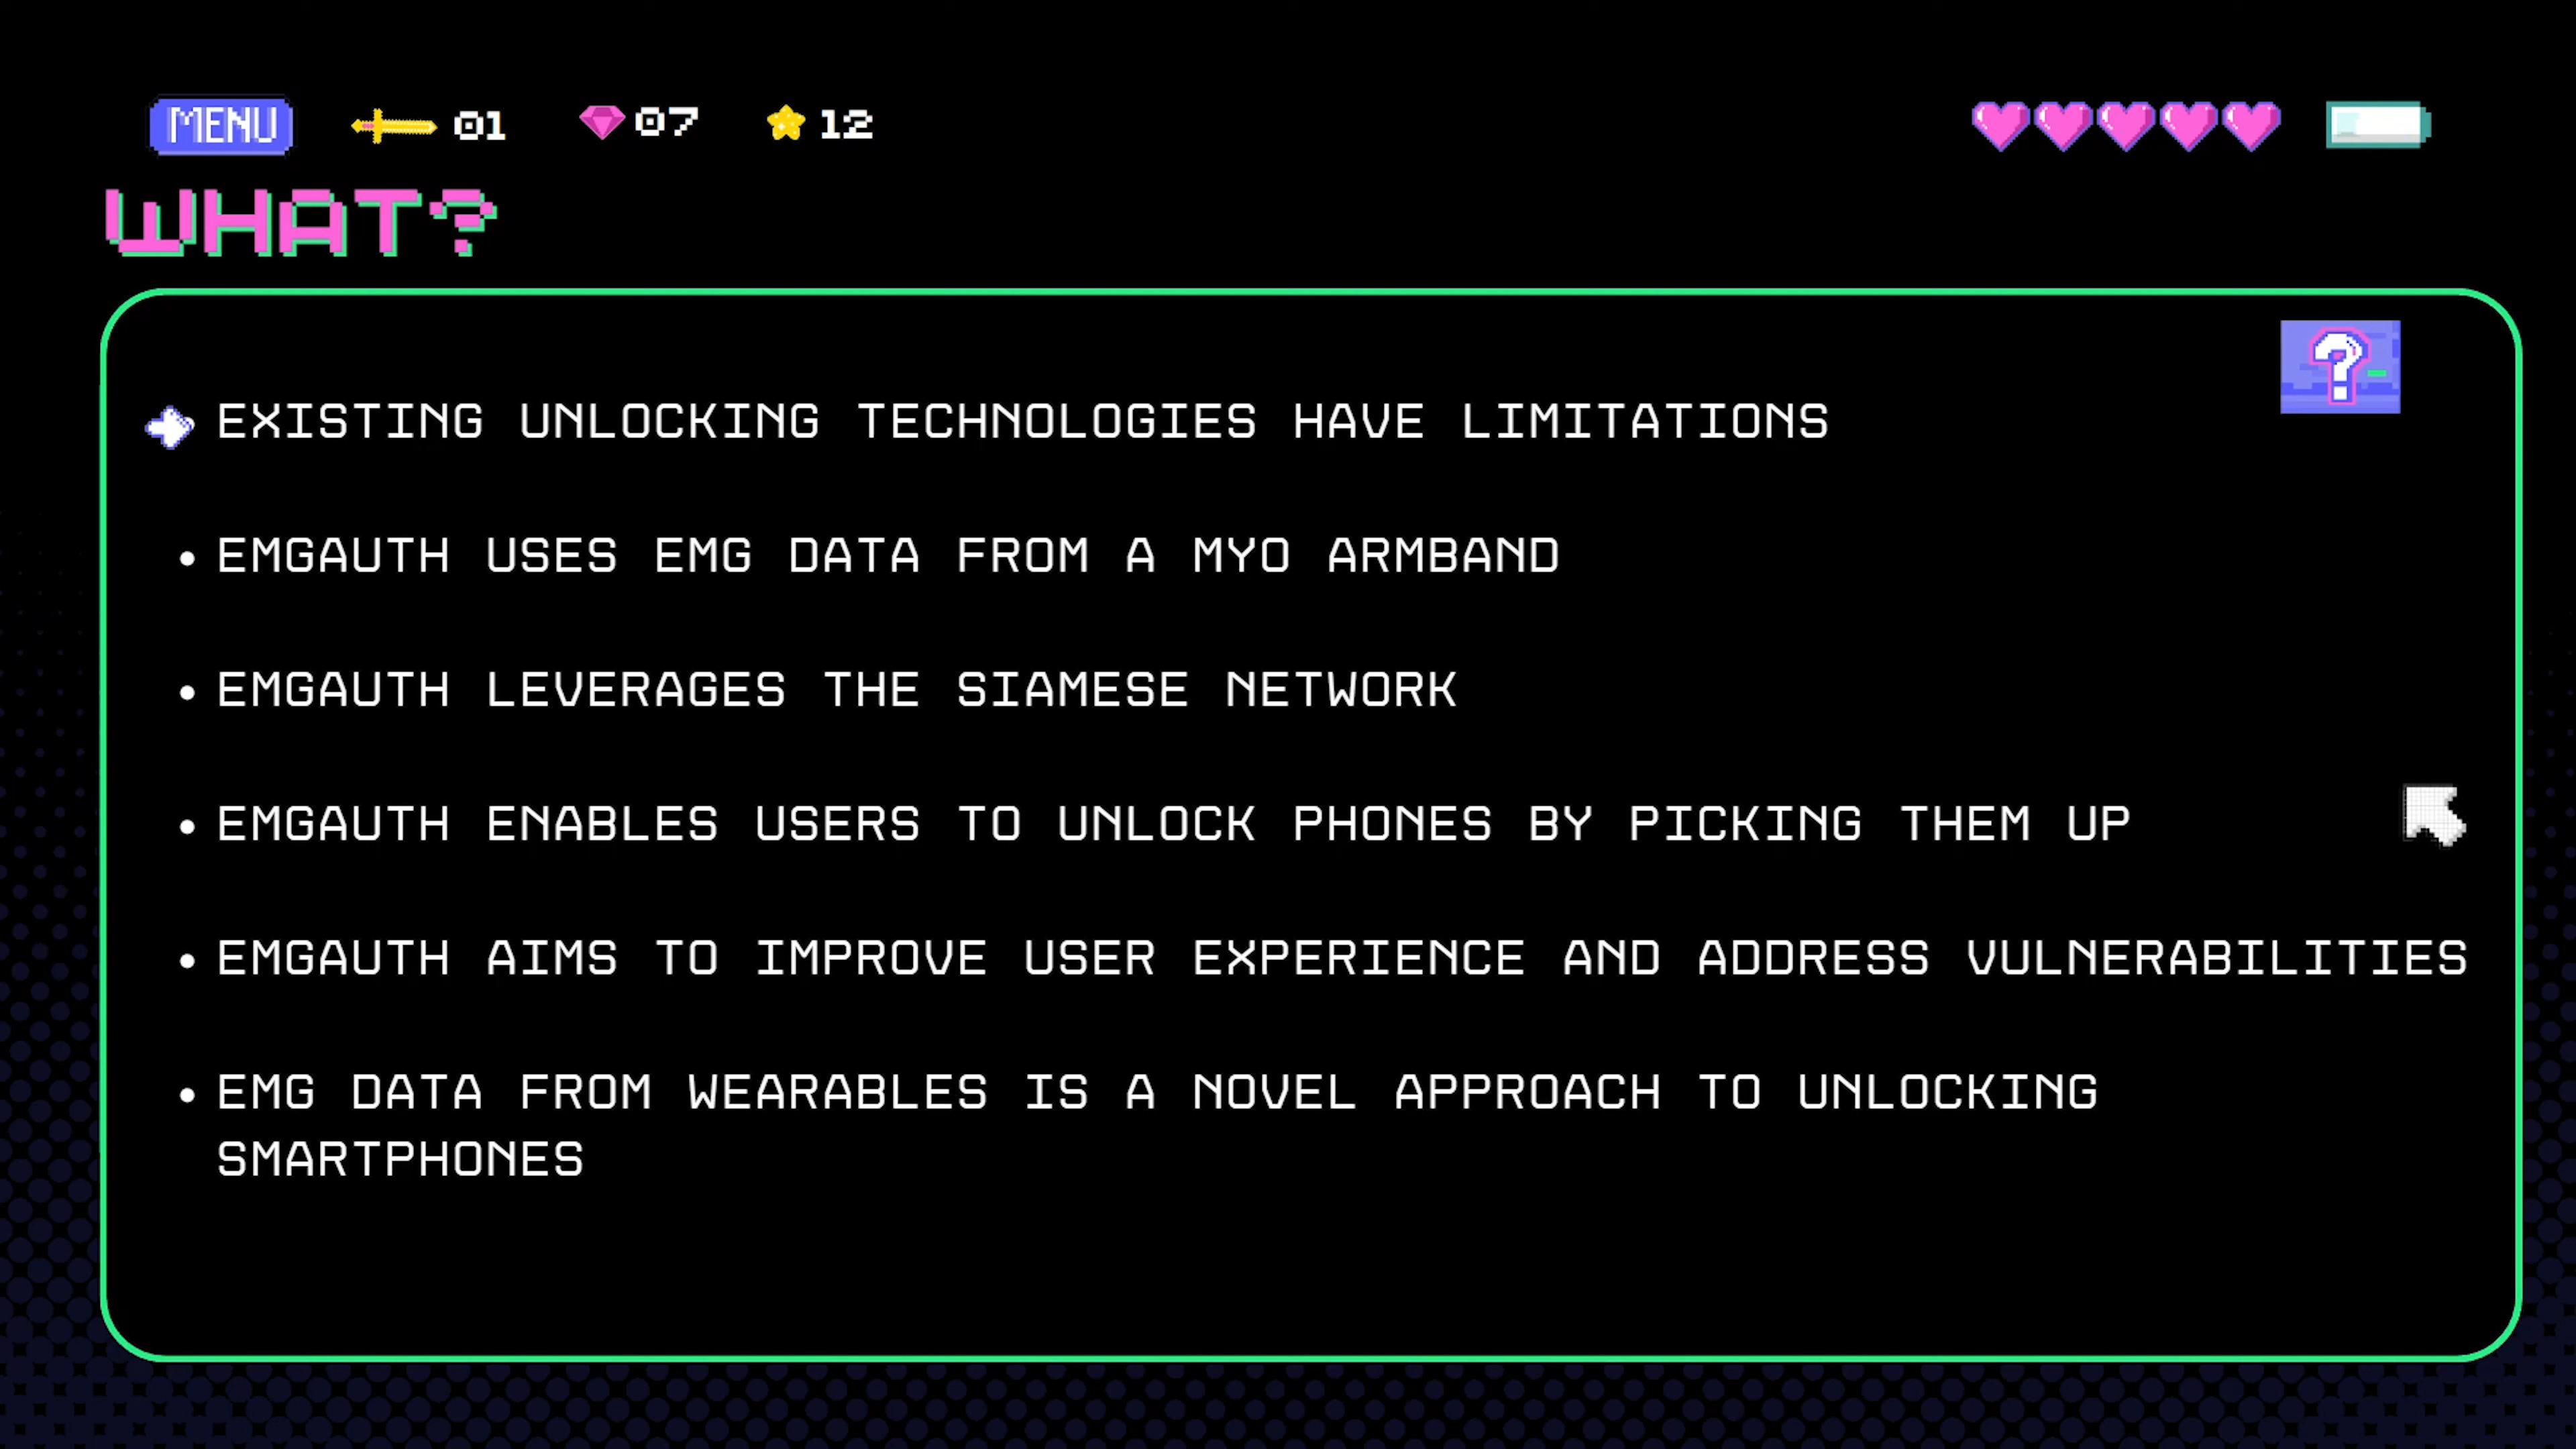 MENU 01 07 12
WHAT?
?
EXISTING UNLOCKING TECHNOLOGIES HAVE LIMITATIONS
• EMGAUTH USES EMG DATA FROM A MYO ARMBAND
• EMGAUTH LEVERAGES THE SIAMESE NETWORK
• EMGAUTH ENABLES USERS TO UNLOCK PHONES BY PICKING THEM UP
• EMGAUTH AIMS TO IMPROVE USER EXPERIENCE AND ADDRESS VULNERABILITIES
• EMG DATA FROM WEARABLES IS A NOVEL APPROACH TO UNLOCKING
SMARTPHONES